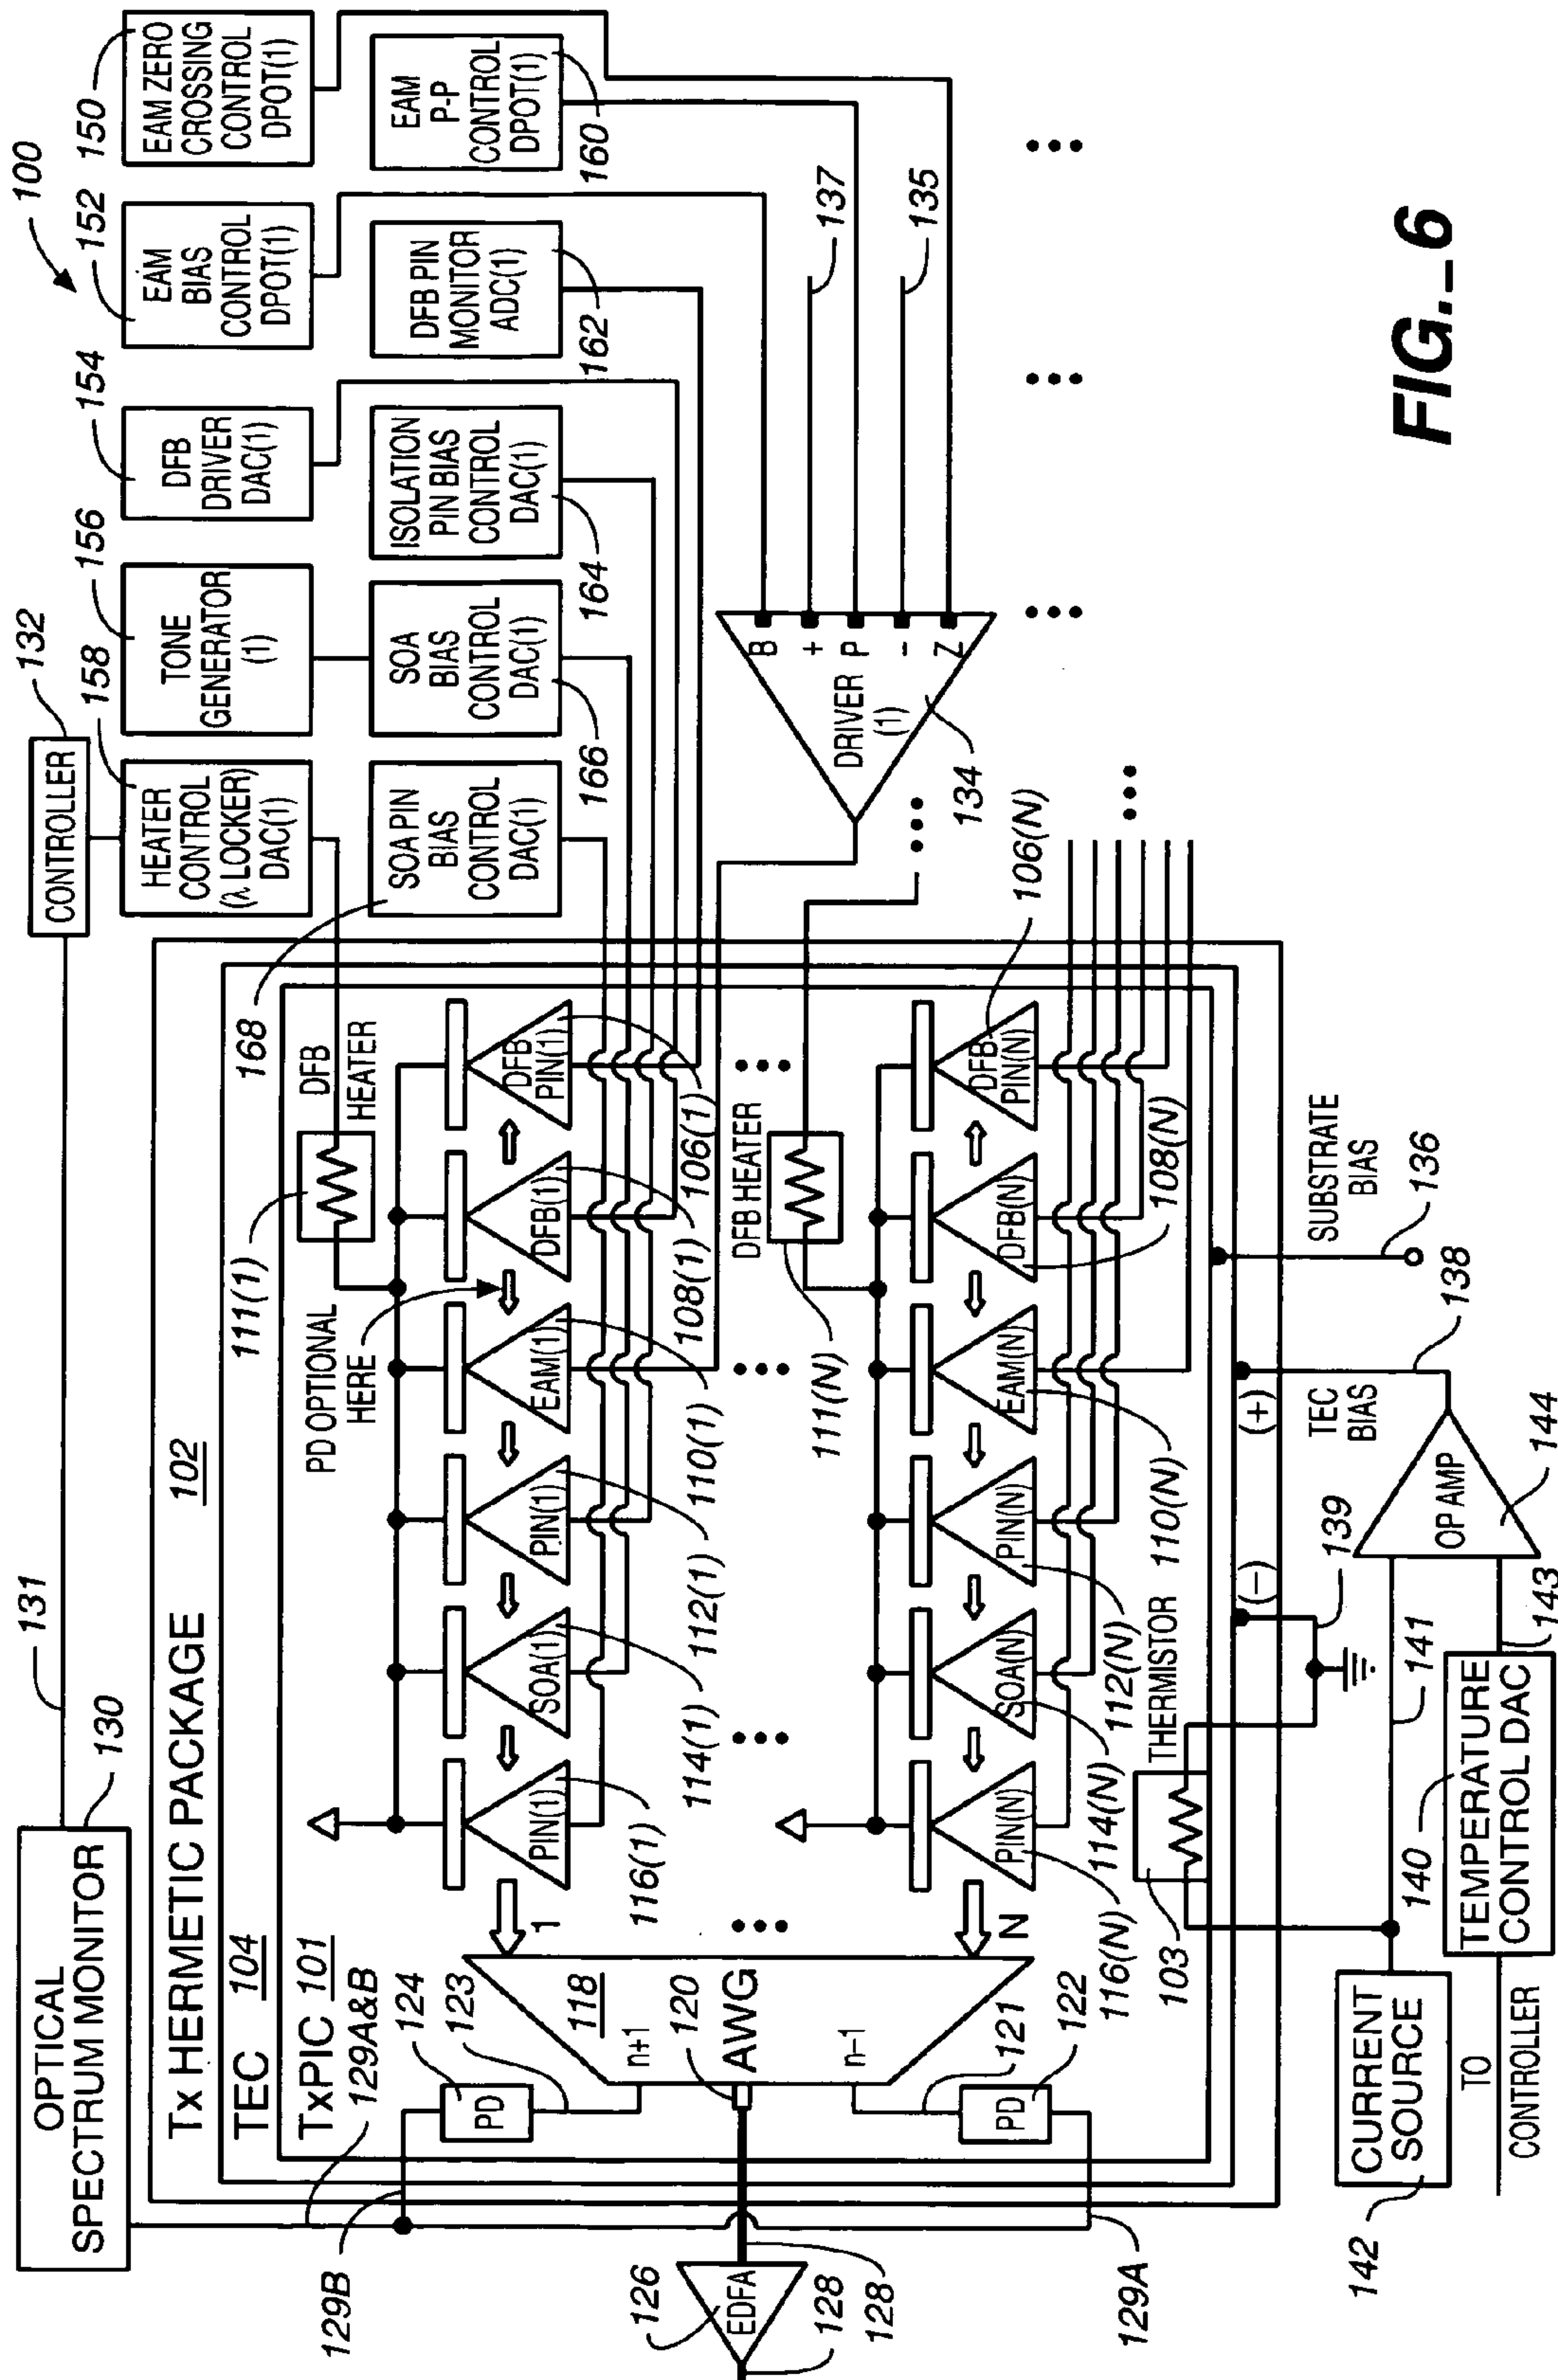 100
OPTICAL
SPECTRUM MONITOR
130
131
CONTROLLER
132
158
156
154
152
150
HEATER
CONTROL
(λ LOCKER)
DAC(1)
TONE
GENERATOR
(1)
DFB
DRIVER
DAC(1)
EAM
BIAS
CONTROL
DPOT(1)
EAM ZERO
CROSSING
CONTROL
DPOT(1)
SOA PIN
BIAS
CONTROL
DAC(1)
SOA
BIAS
CONTROL
DAC(1)
ISOLATION
PIN BIAS
CONTROL
DAC(1)
DFB PIN
MONITOR
ADC(1)
EAM
P-P
CONTROL
DPOT(1)
168
166
164
162
160
Tx HERMETIC PACKAGE 102
TEC 104
TxPIC 101
129A&B
129B
111(1)
DFB
HEATER
PD OPTIONAL
HERE
124
PD
123
118
n+1
120
AWG
n-1
121
PD
122
1
N
PIN(1)
SOA(1)
PIN(1)
EAM(1)
DFB(1)
DFB
PIN(1)
116(1)
114(1)
112(1)
110(1)
108(1)
106(1)
DFB HEATER
111(N)
DRIVER
(1)
B
+
P
-
Z
137
135
134
126
EDFA
128
128
129A
PIN(N)
SOA(N)
PIN(N)
EAM(N)
DFB(N)
DFB
PIN(N)
116(N)
114(N)
112(N)
110(N)
108(N)
106(N)
103
THERMISTOR
(-)
(+)
TEC
BIAS
SUBSTRATE
BIAS
136
138
139
141
140
143
144
OP AMP
142
CURRENT
SOURCE
TEMPERATURE
CONTROL DAC
TO
CONTROLLER
FIG._6